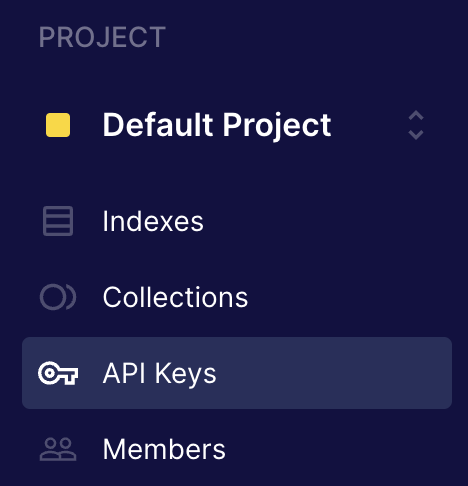 PROJECT
Default Project
Indexes
Collections
API Keys
Members